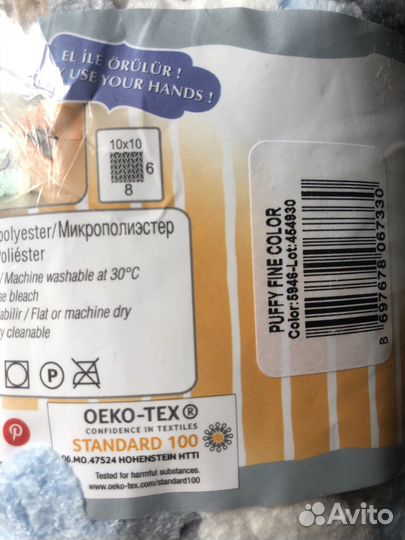 EL İLE ÖRÜLÜR !
USE YOUR HANDS !
10x10
6
8
polyester/Микрополиэстер
Poliéster
/ Machine washable at 30°C
se bleach
abilir / Flat or machine dry
y cleanable
P
OEKO-TEX®
CONFIDENCE IN TEXTILES
STANDARD 100
06.MO.47524 HOHENSTEIN HTTI
Tested for harmful substances.
www.oeko-tex.com/standard100
PUFFY FINE COLOR
Color:5946-Lot:454930
8 697678 067330
Avito